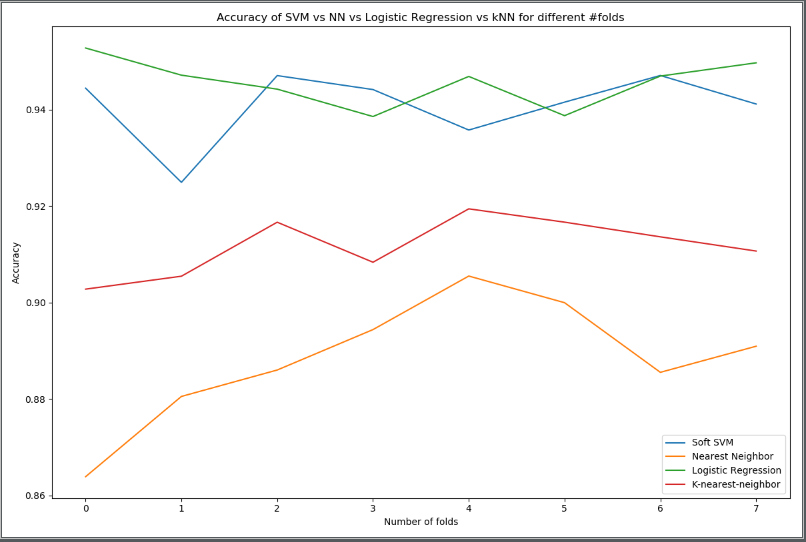 Accuracy of SVM vs NN vs Logistic Regression vs kNN for different #folds
Accuracy
0.94
0.92
0.90
0.88
0.86
0 1 2 3 4 5 6 7
Number of folds
Soft SVM
Nearest Neighbor
Logistic Regression
K-nearest-neighbor